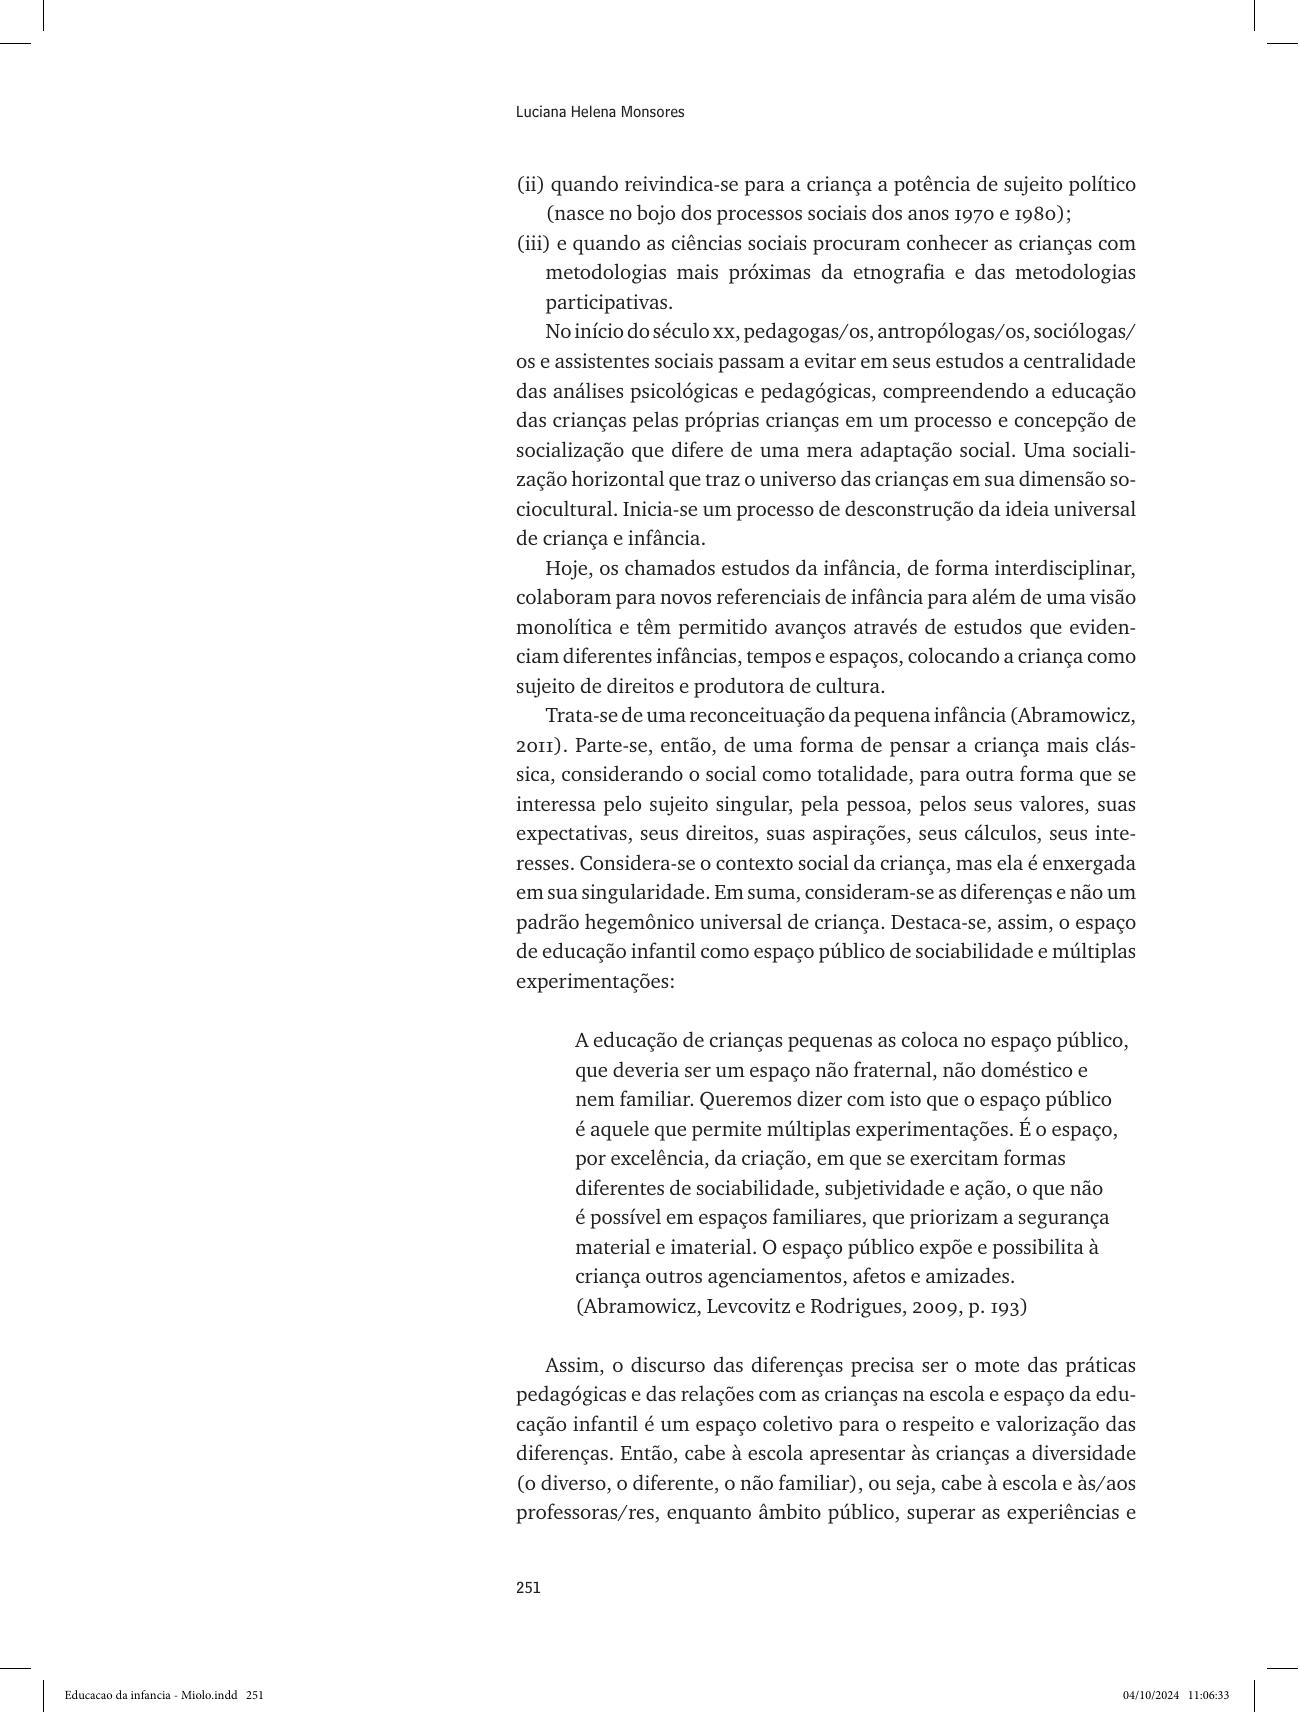 Luciana Helena Monsores
(ii) quando reivindica-se para a criança a potência de sujeito político
(nasce no bojo dos processos sociais dos anos 1970 e 1980);
(iii) e quando as ciências sociais procuram conhecer as crianças com
metodologias mais próximas da etnografia e das metodologias
participativas.
No início do século XX, pedagogas/os, antropólogas/os, sociólogas/
os e assistentes sociais passam a evitar em seus estudos a centralidade
das análises psicológicas e pedagógicas, compreendendo a educação
das crianças pelas próprias crianças em um processo e concepção de
socialização que difere de uma mera adaptação social. Uma sociali-
zação horizontal que traz o universo das crianças em sua dimensão so-
ciocultural. Inicia-se um processo de desconstrução da ideia universal
de criança e infância.
Hoje, os chamados estudos da infância, de forma interdisciplinar,
colaboram para novos referenciais de infância para além de uma visão
monolítica e têm permitido avanços através de estudos que eviden-
ciam diferentes infâncias, tempos e espaços, colocando a criança como
sujeito de direitos e produtora de cultura.
Trata-se de uma reconceituação da pequena infância (Abramowicz,
2011). Parte-se, então, de uma forma de pensar a criança mais clás-
sica, considerando o social como totalidade, para outra forma que se
interessa pelo sujeito singular, pela pessoa, pelos seus valores, suas
expectativas, seus direitos, suas aspirações, seus cálculos, seus inte-
resses. Considera-se o contexto social da criança, mas ela é enxergada
em sua singularidade. Em suma, consideram-se as diferenças e não um
padrão hegemônico universal de criança. Destaca-se, assim, o espaço
de educação infantil como espaço público de sociabilidade e múltiplas
experimentações:
A educação de crianças pequenas as coloca no espaço público,
que deveria ser um espaço não fraternal, não doméstico e
nem familiar. Queremos dizer com isto que o espaço público
é aquele que permite múltiplas experimentações. É o espaço,
por excelência, da criação, em que se exercitam formas
diferentes de sociabilidade, subjetividade e ação, o que não
é possível em espaços familiares, que priorizam a segurança
material e imaterial. O espaço público expõe e possibilita à
criança outros agenciamentos, afetos e amizades.
(Abramowicz, Levcovitz e Rodrigues, 2009, p. 193)
Assim, o discurso das diferenças precisa ser o mote das práticas
pedagógicas e das relações com as crianças na escola e espaço da edu-
cação infantil é um espaço coletivo para o respeito e valorização das
diferenças. Então, cabe à escola apresentar às crianças a diversidade
(o diverso, o diferente, o não familiar), ou seja, cabe à escola e às/aos
professoras/res, enquanto âmbito público, superar as experiências e
251
Educacao da infancia - Miolo.indd 251
04/10/2024 11:06:33